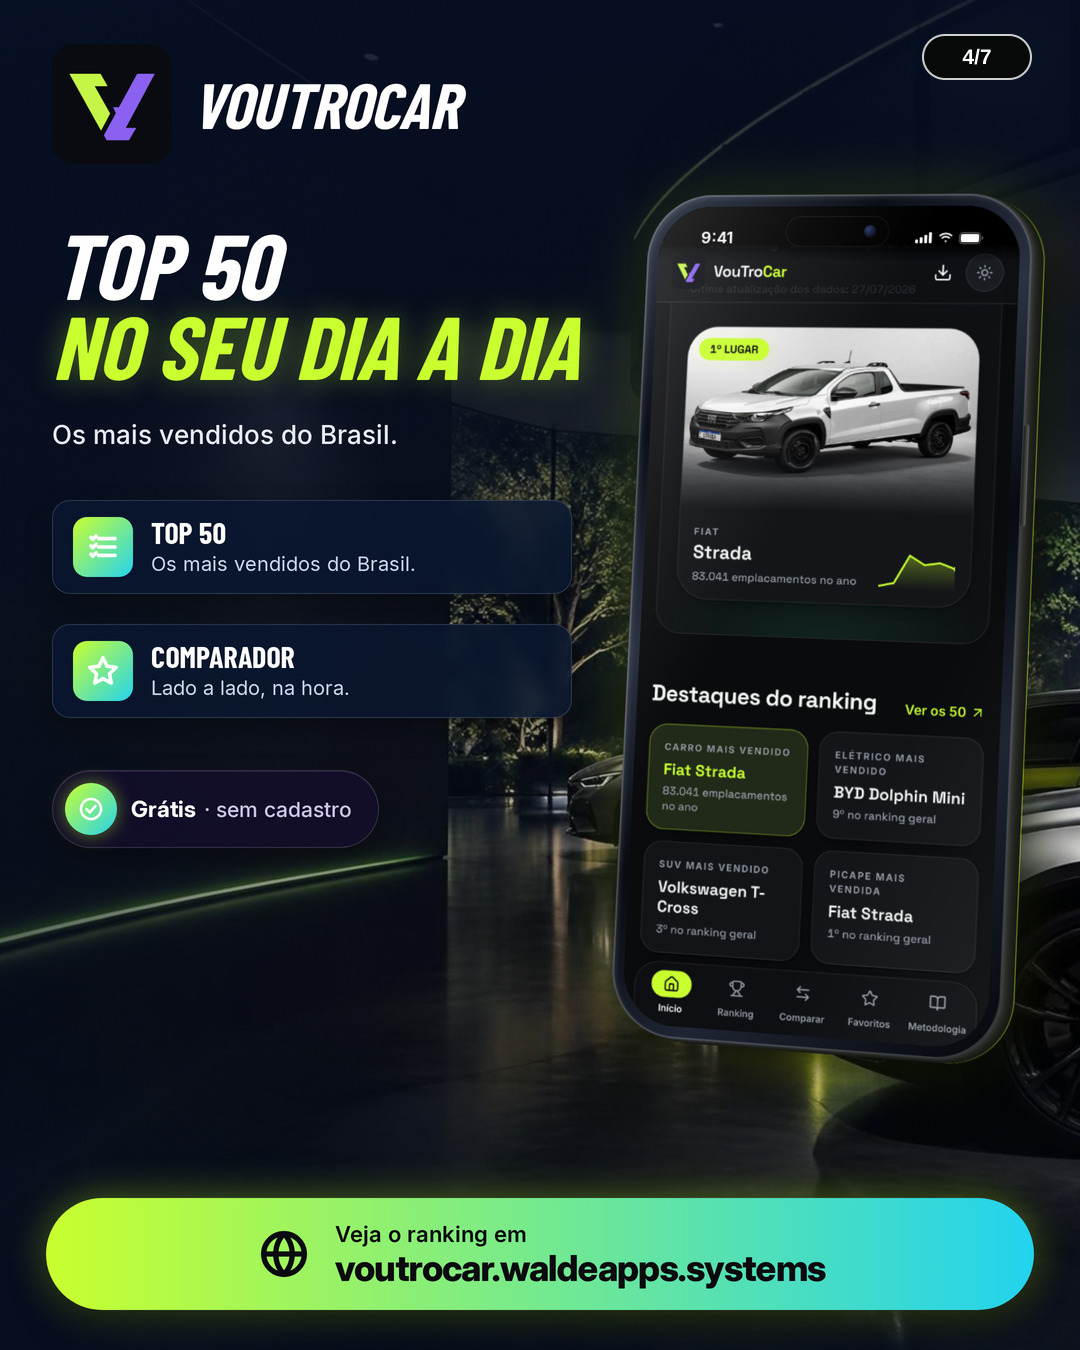 VOUTROCAR
4/7
TOP 50
NO SEU DIA A DIA
Os mais vendidos do Brasil.
TOP 50
Os mais vendidos do Brasil.
COMPARADOR
Lado a lado, na hora.
Grátis · sem cadastro
9:41
VouTroCar
última atualização dos dados: 27/07/2026
1º LUGAR
FIAT
Strada
83.041 emplacamentos no ano
Destaques do ranking
Ver os 50
CARRO MAIS VENDIDO
Fiat Strada
83.041 emplacamentos
no ano
ELÉTRICO MAIS
VENDIDO
BYD Dolphin Mini
9º no ranking geral
SUV MAIS VENDIDO
Volkswagen T-
Cross
3º no ranking geral
PICAPE MAIS
VENDIDA
Fiat Strada
1º no ranking geral
Início
Ranking
Comparar
Favoritos
Metodologia
Veja o ranking em
voutrocar.waldeapps.systems